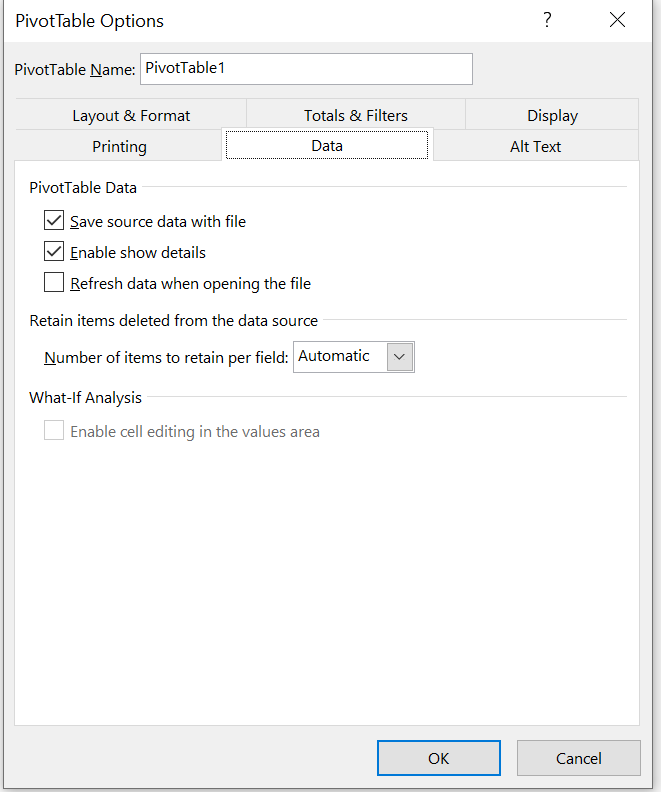 PivotTable Options ?
PivotTable Name: PivotTable1
Layout & Format Totals & Filters Display
Printing Data Alt Text
PivotTable Data
Save source data with file
Enable show details
Refresh data when opening the file
Retain items deleted from the data source
Number of items to retain per field: Automatic
What-If Analysis
Enable cell editing in the values area
OK Cancel